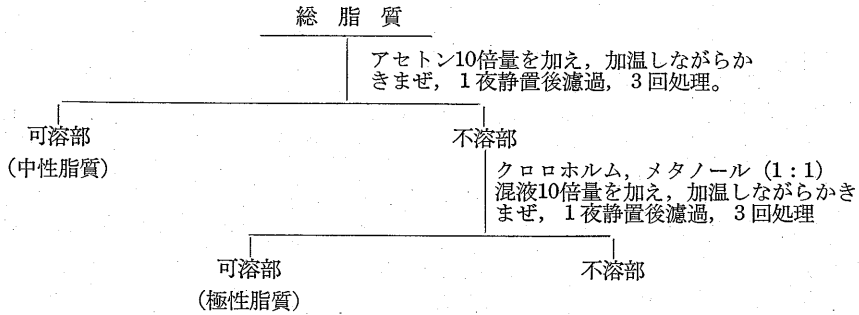 総脂質
アセトン10倍量を加え，加温しながらか
きまぜ，1夜静置後濾過，3回処理。
可溶部
(中性脂質)
不溶部
クロロホルム，メタノール (1：1)
混液10倍量を加え，加温しながらかき
まぜ，1夜静置後濾過，3回処理
可溶部
(極性脂質)
不溶部